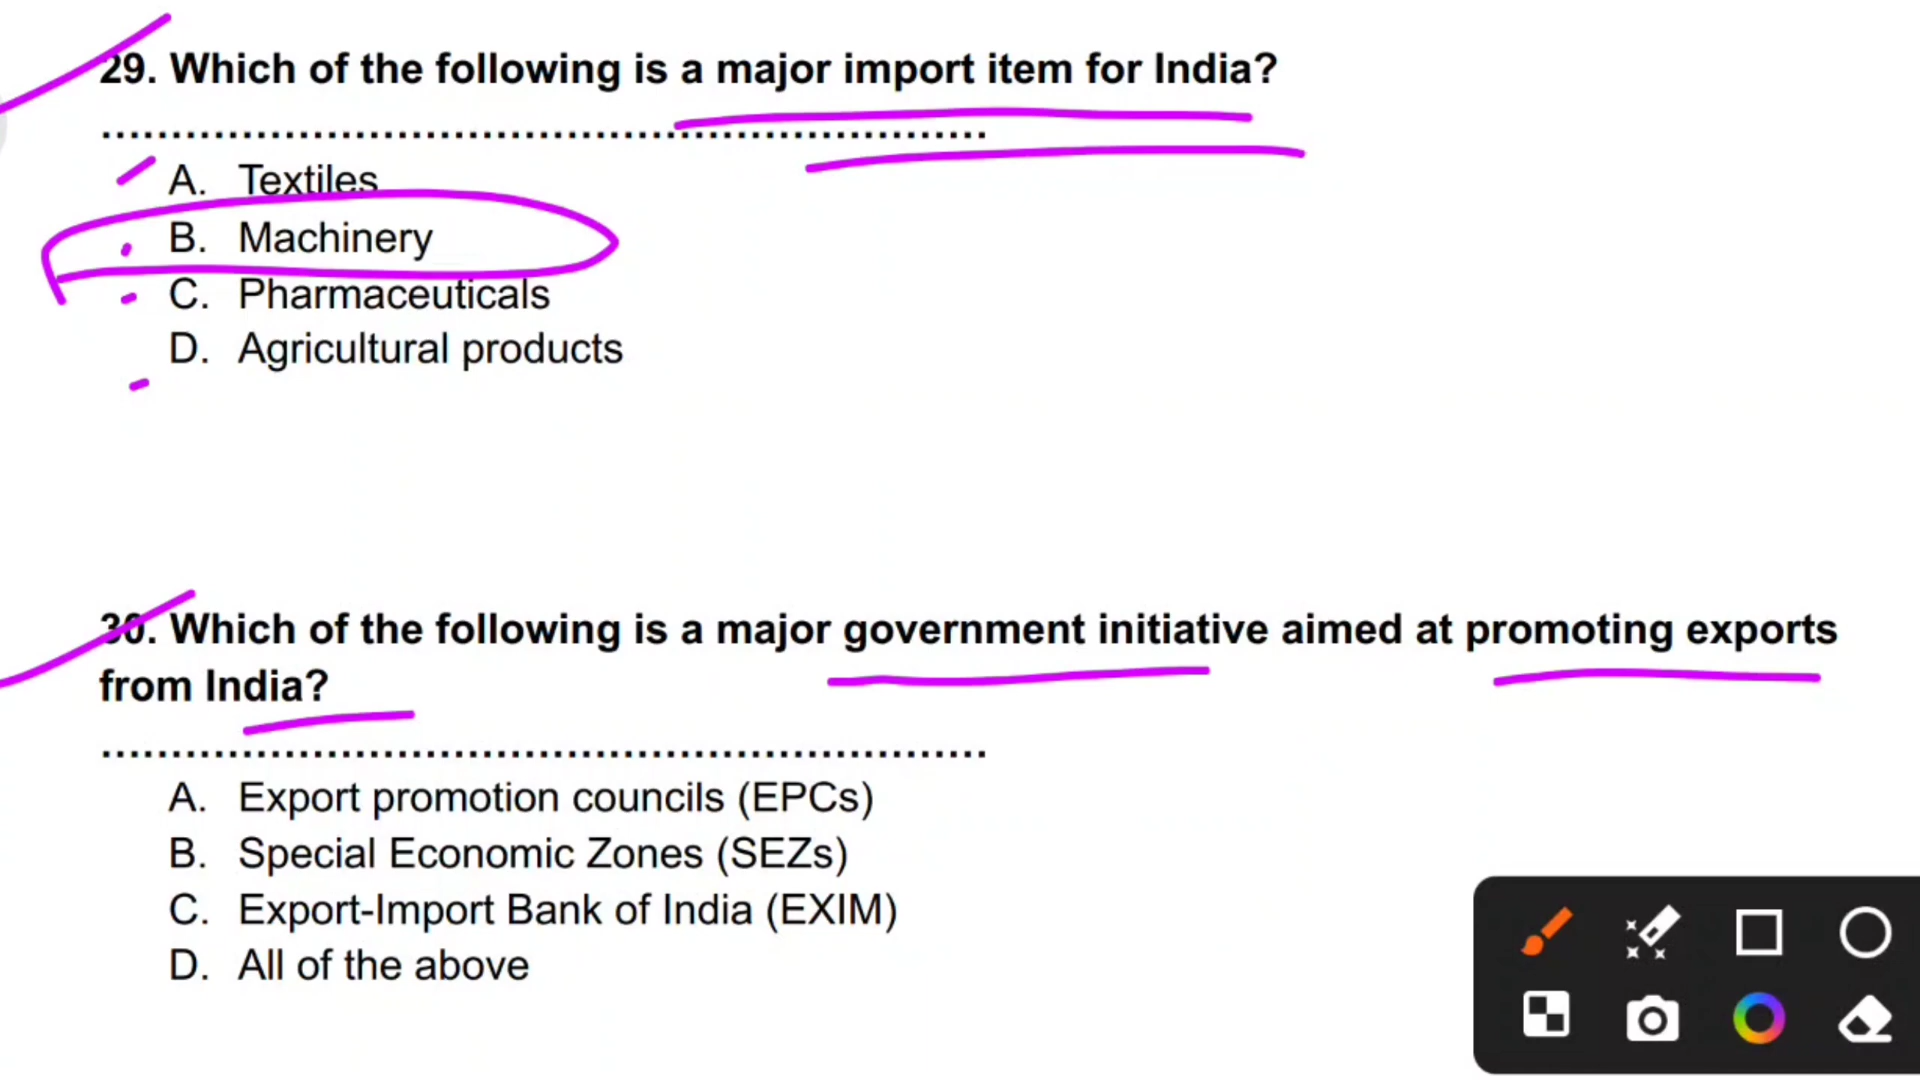 29. Which of the following is a major import item for India?
...............................................................
A. Textiles
B. Machinery
C. Pharmaceuticals
D. Agricultural products
30. Which of the following is a major government initiative aimed at promoting exports
from India?
...............................................................
A. Export promotion councils (EPCs)
B. Special Economic Zones (SEZs)
C. Export-Import Bank of India (EXIM)
D. All of the above